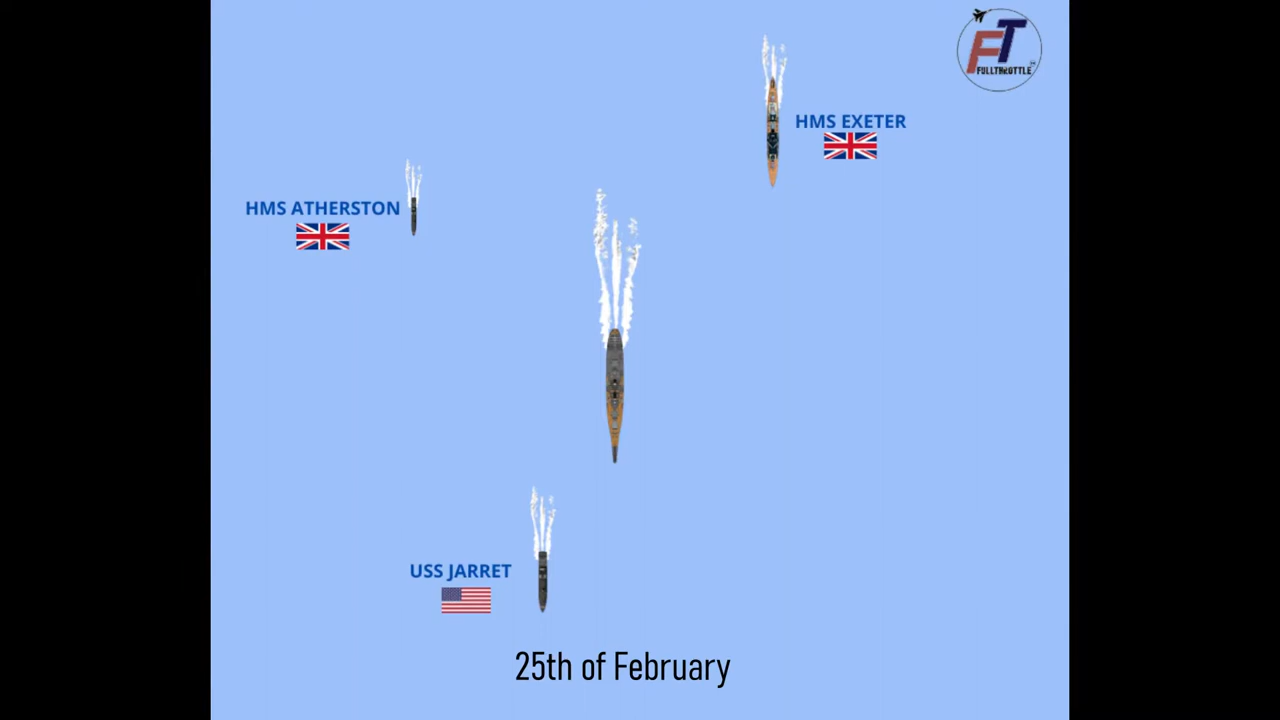 FT
FULLTHROTTLE
HMS EXETER
HMS ATHERSTON
USS JARRET
25th of February